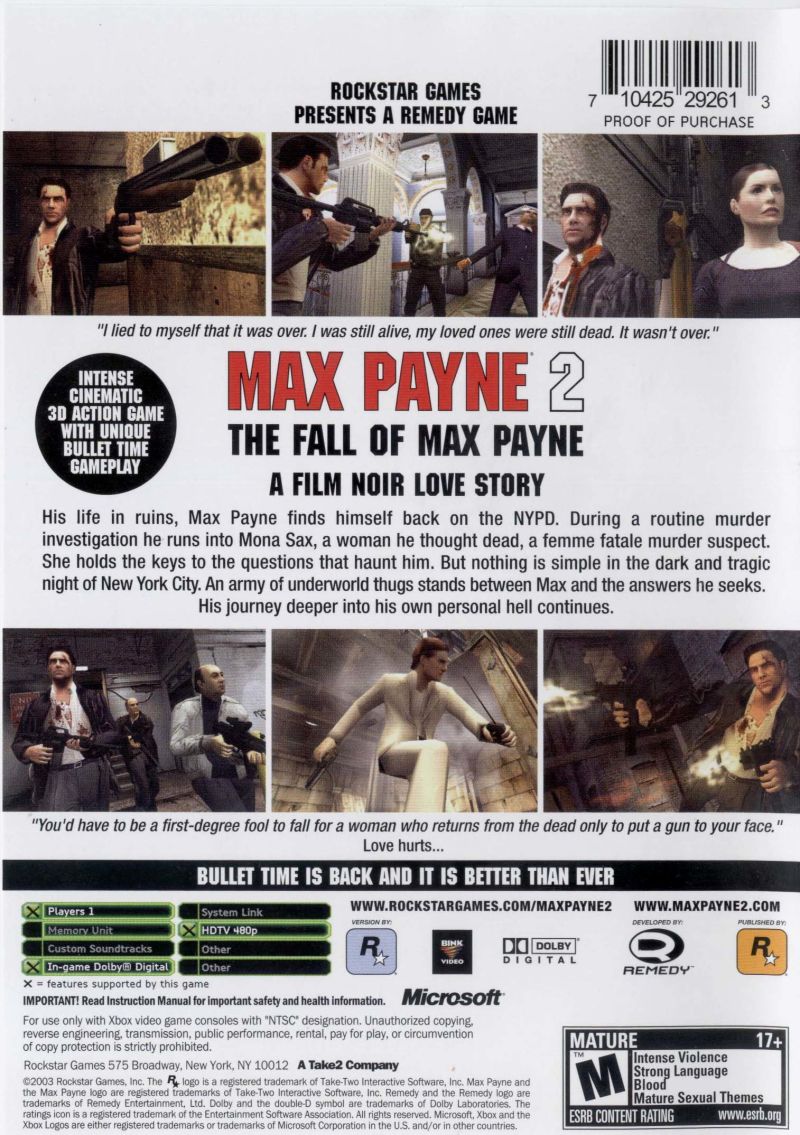 ROCKSTAR GAMES
PRESENTS A REMEDY GAME
7 10425 29261 3
PROOF OF PURCHASE
"I lied to myself that it was over. I was still alive, my loved ones were still dead. It wasn't over."
INTENSE
CINEMATIC
3D ACTION GAME
WITH UNIQUE
BULLET TIME
GAMEPLAY
MAX PAYNE 2
THE FALL OF MAX PAYNE
A FILM NOIR LOVE STORY
His life in ruins, Max Payne finds himself back on the NYPD. During a routine murder
investigation he runs into Mona Sax, a woman he thought dead, a femme fatale murder suspect.
She holds the keys to the questions that haunt him. But nothing is simple in the dark and tragic
night of New York City. An army of underworld thugs stands between Max and the answers he seeks.
His journey deeper into his own personal hell continues.
"You'd have to be a first-degree fool to fall for a woman who returns from the dead only to put a gun to your face."
Love hurts...
BULLET TIME IS BACK AND IT IS BETTER THAN EVER
X Players 1
Memory Unit
Custom Soundtracks
X In-game Dolby® Digital
System Link
X HDTV 480p
Other
Other
X = features supported by this game
WWW.ROCKSTARGAMES.COM/MAXPAYNE2 WWW.MAXPAYNE2.COM
VERSION BY:
R
BINK
VIDEO
DOLBY
DIGITAL
DEVELOPED BY:
REMEDY
PUBLISHED BY:
R
IMPORTANT! Read Instruction Manual for important safety and health information. Microsoft
For use only with Xbox video game consoles with "NTSC" designation. Unauthorized copying,
reverse engineering, transmission, public performance, rental, pay for play, or circumvention
of copy protection is strictly prohibited.
Rockstar Games 575 Broadway, New York, NY 10012 A Take2 Company
©2003 Rockstar Games, Inc. The R logo is a registered trademark of Take-Two Interactive Software, Inc. Max Payne and
the Max Payne logo are registered trademarks of Take-Two Interactive Software, Inc. Remedy and the Remedy logo are
trademarks of Remedy Entertainment, Ltd. Dolby and the double-D symbol are trademarks of Dolby Laboratories. The
ratings icon is a registered trademark of the Entertainment Software Association. All rights reserved. Microsoft, Xbox and the
Xbox Logos are either registered trademarks or trademarks of Microsoft Corporation in the U.S. and/or in other countries.
MATURE 17+
TM
M
Intense Violence
Strong Language
Blood
Mature Sexual Themes
ESRB CONTENT RATING www.esrb.org